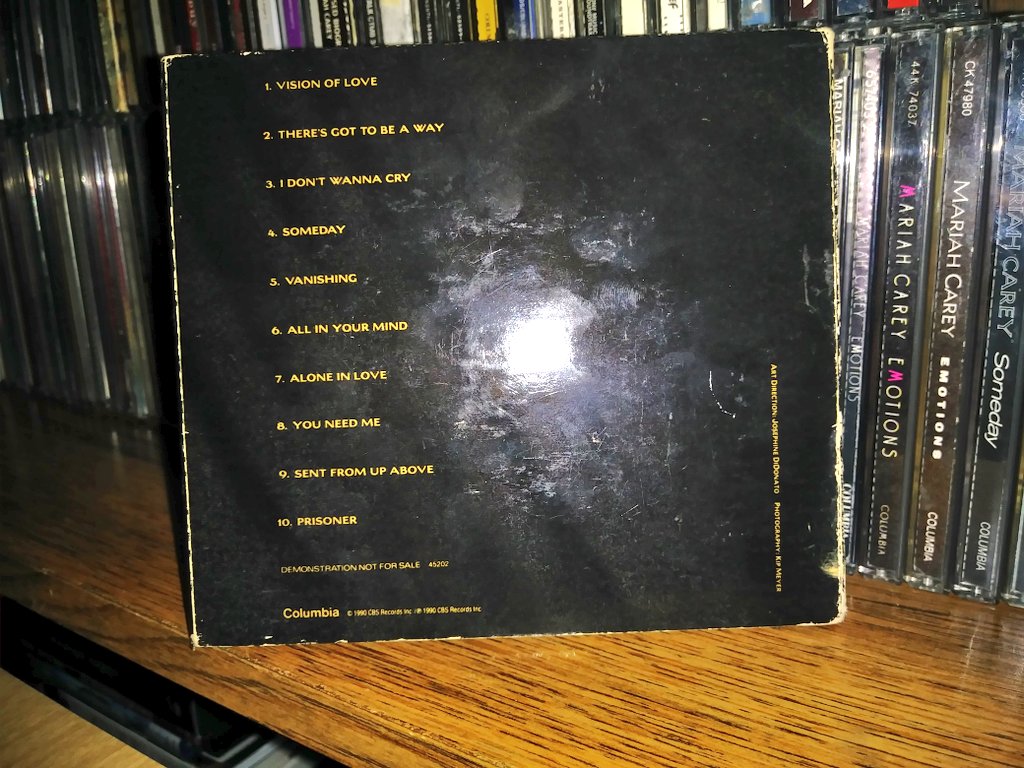 1. VISION OF LOVE
2. THERE'S GOT TO BE A WAY
3. I DON'T WANNA CRY
4. SOMEDAY
5. VANISHING
6. ALL IN YOUR MIND
7. ALONE IN LOVE
8. YOU NEED ME
9. SENT FROM UP ABOVE
10. PRISONER
DEMONSTRATION NOT FOR SALE 45202
Columbia © 1990 CBS Records Inc./℗ 1990 CBS Records Inc
ART DIRECTION: JOSEPHINE DIDONATO PHOTOGRAPHY: KIP MEYER
MARIAH CAREY EMOTIONS
44K 74037 MARIAH CAREY EMOTIONS COLUMBIA
CK 47980 MARIAH CAREY EMOTIONS COLUMBIA
MARIAH CAREY Someday COLUMBIA